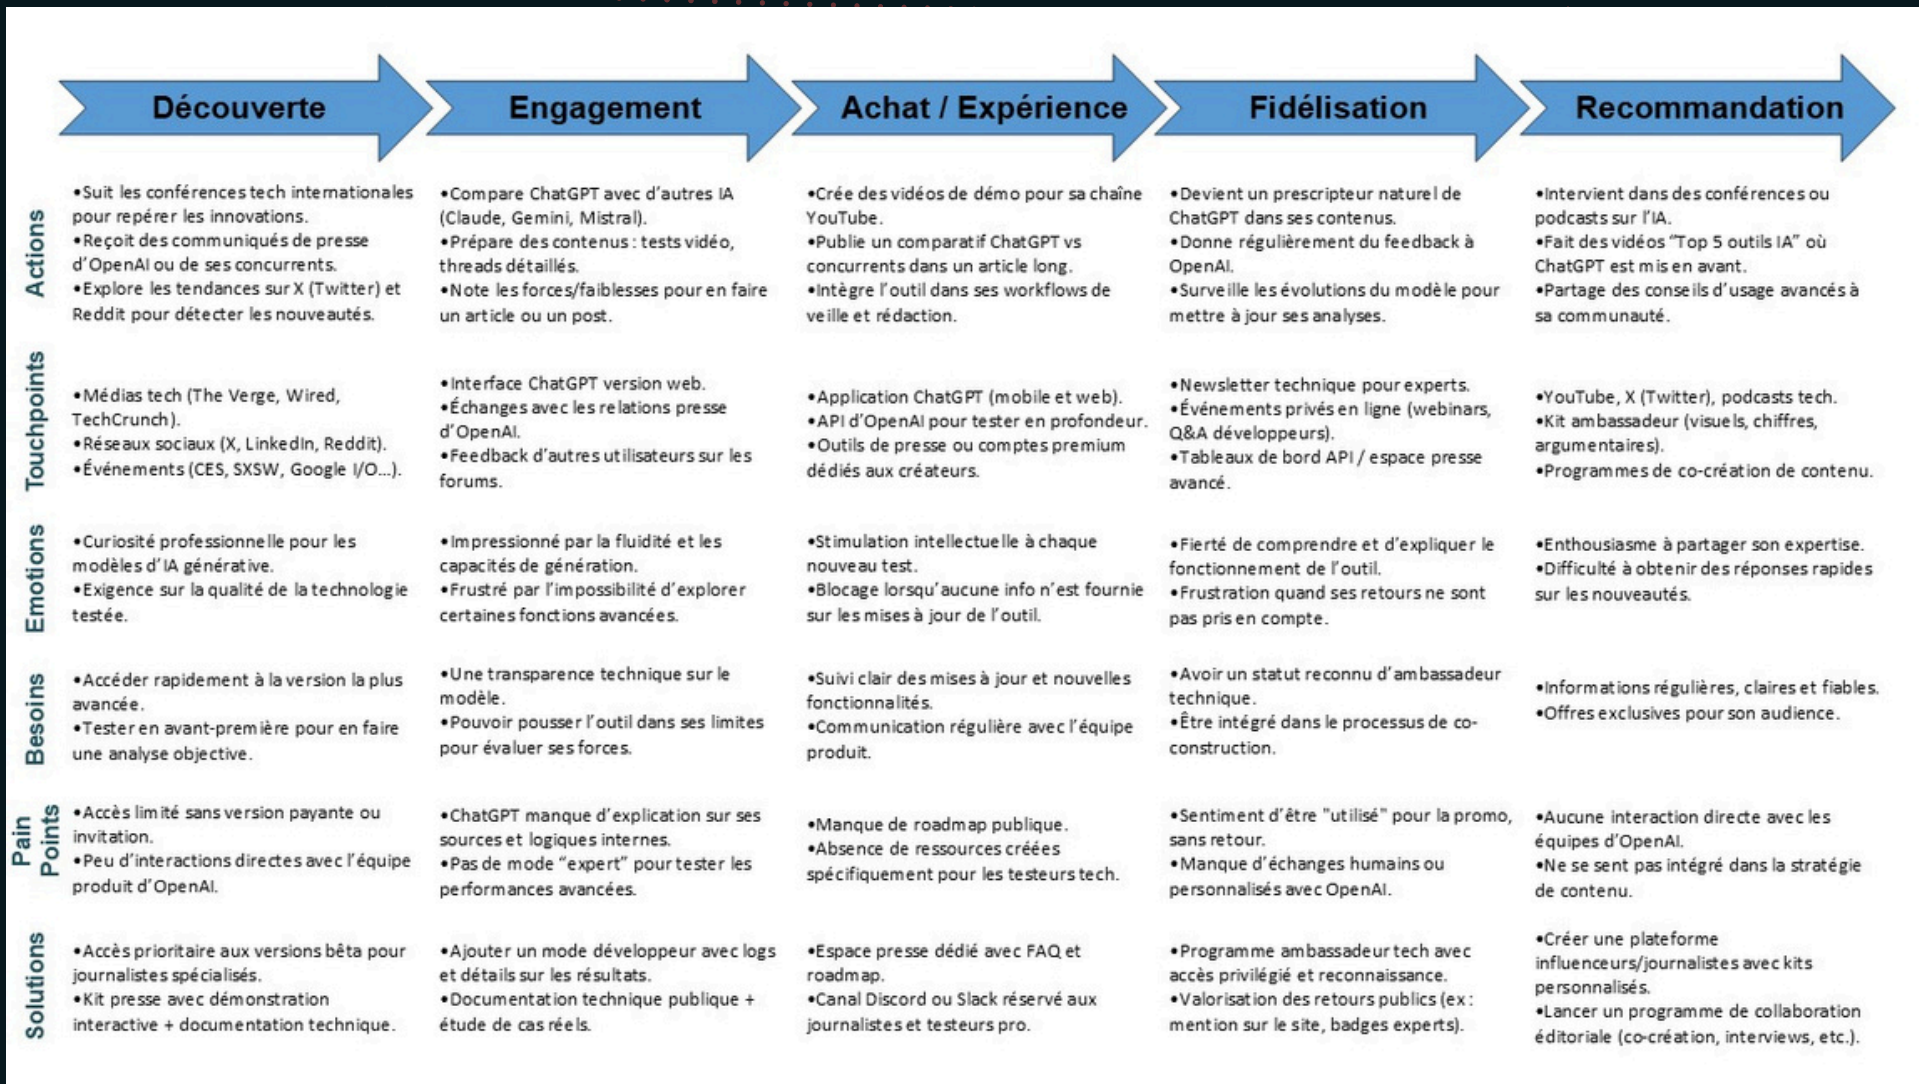 Découverte
Engagement
Achat / Expérience
Fidélisation
Recommandation
Actions
•Suit les conférences tech internationales
pour repérer les innovations.
•Reçoit des communiqués de presse
d'OpenAI ou de ses concurrents.
•Explore les tendances sur X (Twitter) et
Reddit pour détecter les nouveautés.
•Compare ChatGPT avec d'autres IA
(Claude, Gemini, Mistral).
•Prépare des contenus : tests vidéo,
threads détaillés.
•Note les forces/faiblesses pour en faire
un article ou un post.
•Crée des vidéos de démo pour sa chaîne
YouTube.
•Publie un comparatif ChatGPT vs
concurrents dans un article long.
•Intègre l'outil dans ses workflows de
veille et rédaction.
•Devient un prescripteur naturel de
ChatGPT dans ses contenus.
•Donne régulièrement du feedback à
OpenAI.
•Surveille les évolutions du modèle pour
mettre à jour ses analyses.
•Intervient dans des conférences ou
podcasts sur l'IA.
•Fait des vidéos “Top 5 outils IA” où
ChatGPT est mis en avant.
•Partage des conseils d'usage avancés à
sa communauté.
Touchpoints
•Médias tech (The Verge, Wired,
TechCrunch).
•Réseaux sociaux (X, LinkedIn, Reddit).
•Événements (CES, SXSW, Google I/O...).
•Interface ChatGPT version web.
•Échanges avec les relations presse
d'OpenAI.
•Feedback d'autres utilisateurs sur les
forums.
•Application ChatGPT (mobile et web).
•API d'OpenAI pour tester en profondeur.
•Outils de presse ou comptes premium
dédiés aux créateurs.
•Newsletter technique pour experts.
•Événements privés en ligne (webinars,
Q&A développeurs).
•Tableaux de bord API / espace presse
avancé.
•YouTube, X (Twitter), podcasts tech.
•Kit ambassadeur (visuels, chiffres,
argumentaires).
•Programmes de co-création de contenu.
Emotions
•Curiosité professionnelle pour les
modèles d'IA générative.
•Exigence sur la qualité de la technologie
testée.
•Impressionné par la fluidité et les
capacités de génération.
•Frustré par l'impossibilité d'explorer
certaines fonctions avancées.
•Stimulation intellectuelle à chaque
nouveau test.
•Blocage lorsqu'aucune info n'est fournie
sur les mises à jour de l'outil.
•Fierté de comprendre et d'expliquer le
fonctionnement de l'outil.
•Frustration quand ses retours ne sont
pas pris en compte.
•Enthousiasme à partager son expertise.
•Difficulté à obtenir des réponses rapides
sur les nouveautés.
Besoins
•Accéder rapidement à la version la plus
avancée.
•Tester en avant-première pour en faire
une analyse objective.
•Une transparence technique sur le
modèle.
•Pouvoir pousser l'outil dans ses limites
pour évaluer ses forces.
•Suivi clair des mises à jour et nouvelles
fonctionnalités.
•Communication régulière avec l'équipe
produit.
•Avoir un statut reconnu d'ambassadeur
technique.
•Être intégré dans le processus de co-
construction.
•Informations régulières, claires et fiables.
•Offres exclusives pour son audience.
Pain
Points
•Accès limité sans version payante ou
invitation.
•Peu d'interactions directes avec l'équipe
produit d'OpenAI.
•ChatGPT manque d'explication sur ses
sources et logiques internes.
•Pas de mode “expert” pour tester les
performances avancées.
•Manque de roadmap publique.
•Absence de ressources créées
spécifiquement pour les testeurs tech.
•Sentiment d'être "utilisé" pour la promo,
sans retour.
•Manque d'échanges humains ou
personnalisés avec OpenAI.
•Aucune interaction directe avec les
équipes d'OpenAI.
•Ne se sent pas intégré dans la stratégie
de contenu.
Solutions
•Accès prioritaire aux versions bêta pour
journalistes spécialisés.
•Kit presse avec démonstration
interactive + documentation technique.
•Ajouter un mode développeur avec logs
et détails sur les résultats.
•Documentation technique publique +
étude de cas réels.
•Espace presse dédié avec FAQ et
roadmap.
•Canal Discord ou Slack réservé aux
journalistes et testeurs pro.
•Programme ambassadeur tech avec
accès privilégié et reconnaissance.
•Valorisation des retours publics (ex :
mention sur le site, badges experts).
•Créer une plateforme
influenceurs/journalistes avec kits
personnalisés.
•Lancer un programme de collaboration
éditoriale (co-création, interviews, etc.).